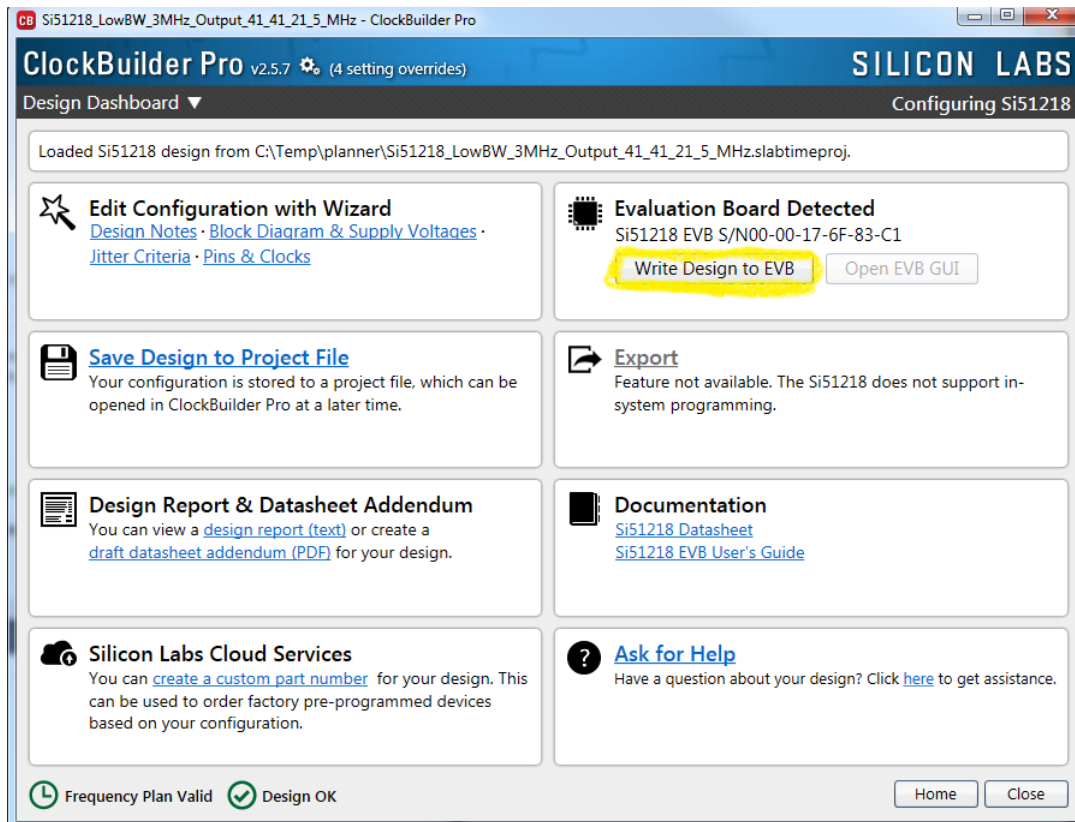 CB Si51218_LowBW_3MHz_Output_41_41_21_5_MHz - ClockBuilder Pro
ClockBuilder Pro v2.5.7 (4 setting overrides)
SILICON LABS
Design Dashboard ▼
Configuring Si51218
Loaded Si51218 design from C:\Temp\planner\Si51218_LowBW_3MHz_Output_41_41_21_5_MHz.slabtimeproj.
Edit Configuration with Wizard
Design Notes · Block Diagram & Supply Voltages ·
Jitter Criteria · Pins & Clocks
Evaluation Board Detected
Si51218 EVB S/N00-00-17-6F-83-C1
Write Design to EVB
Open EVB GUI
Save Design to Project File
Your configuration is stored to a project file, which can be
opened in ClockBuilder Pro at a later time.
Export
Feature not available. The Si51218 does not support in-
system programming.
Design Report & Datasheet Addendum
You can view a design report (text) or create a
draft datasheet addendum (PDF) for your design.
Documentation
Si51218 Datasheet
Si51218 EVB User's Guide
Silicon Labs Cloud Services
You can create a custom part number for your design. This
can be used to order factory pre-programmed devices
based on your configuration.
Ask for Help
Have a question about your design? Click here to get assistance.
Frequency Plan Valid
Design OK
Home
Close